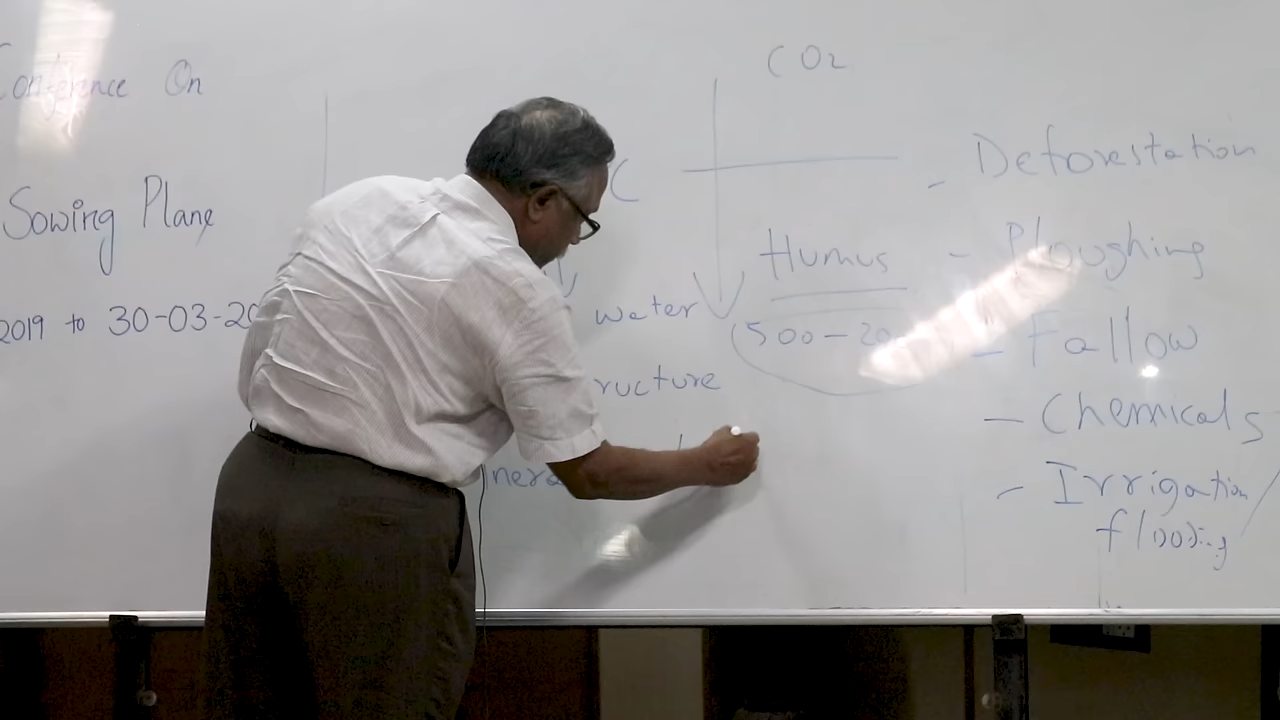 Conference On
Sowing Plane
2019 to 30-03-20
C
water
ructure
nera
CO2
Humus
(500-20
- Deforestation
- Ploughing
- Fallow
- Chemicals
- Irrigation /
flooding